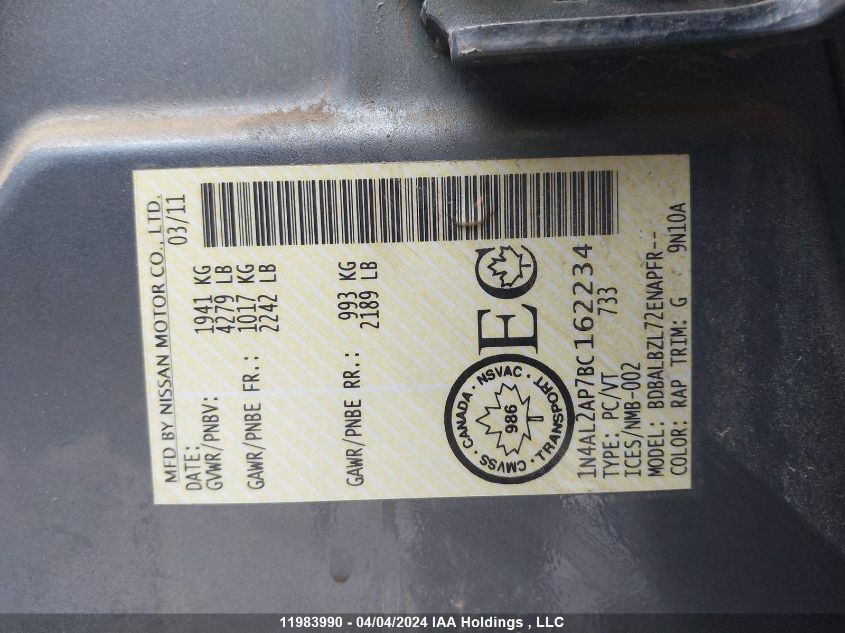 MFD BY NISSAN MOTOR CO., LTD.
DATE: 03/11
GVWR/PNBV: 1941 KG
4279 LB
GAWR/PNBE FR.: 1017 KG
2242 LB
GAWR/PNBE RR.: 993 KG
2189 LB
CANADA · NSVAC · TRANSPORT · CMVSS
986
EC
1N4AL2AP7BC162234
TYPE: PC/VT 733
ICES/NMB-002
MODEL: BDBALBZL72ENAPFR--
COLOR: RAP TRIM: G 9N10A
11983990 - 04/04/2024 IAA Holdings , LLC